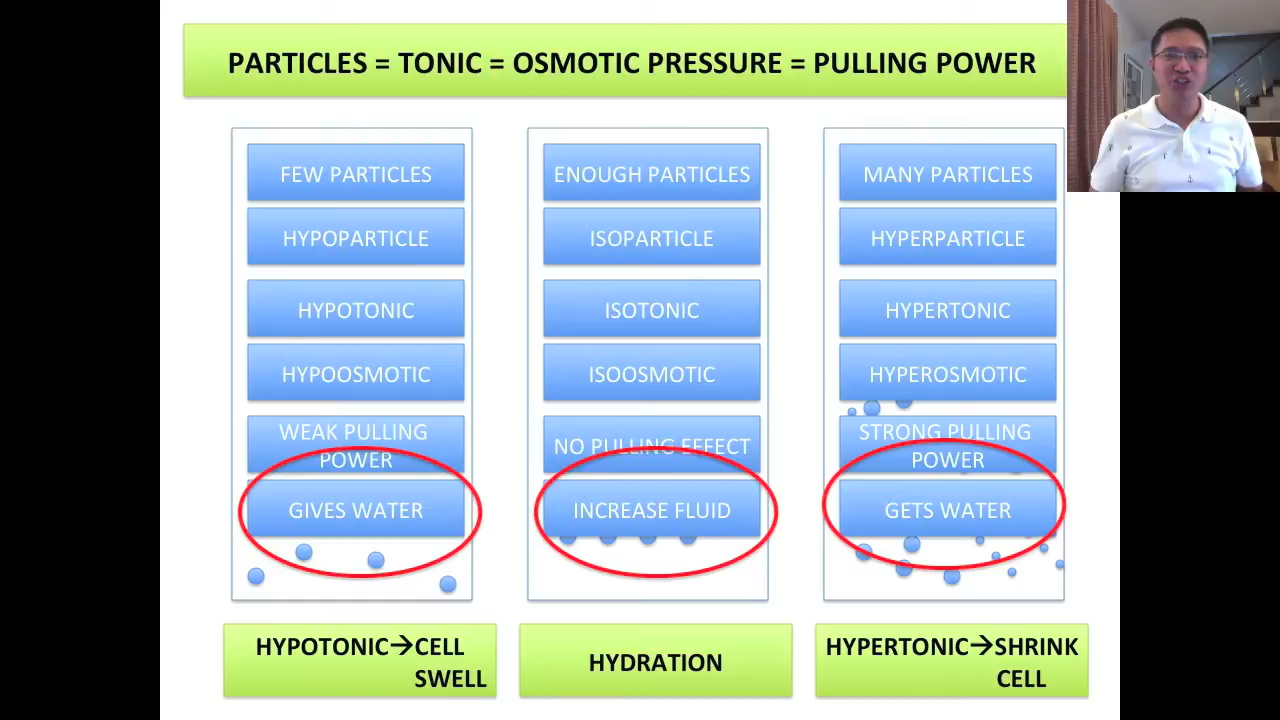 PARTICLES = TONIC = OSMOTIC PRESSURE = PULLING POWER
FEW PARTICLES
HYPOPARTICLE
HYPOTONIC
HYPOOSMOTIC
WEAK PULLING
POWER
GIVES WATER
HYPOTONIC→CELL
SWELL
ENOUGH PARTICLES
ISOPARTICLE
ISOTONIC
ISOOSMOTIC
NO PULLING EFFECT
INCREASE FLUID
HYDRATION
MANY PARTICLES
HYPERPARTICLE
HYPERTONIC
HYPEROSMOTIC
STRONG PULLING
POWER
GETS WATER
HYPERTONIC→SHRINK
CELL